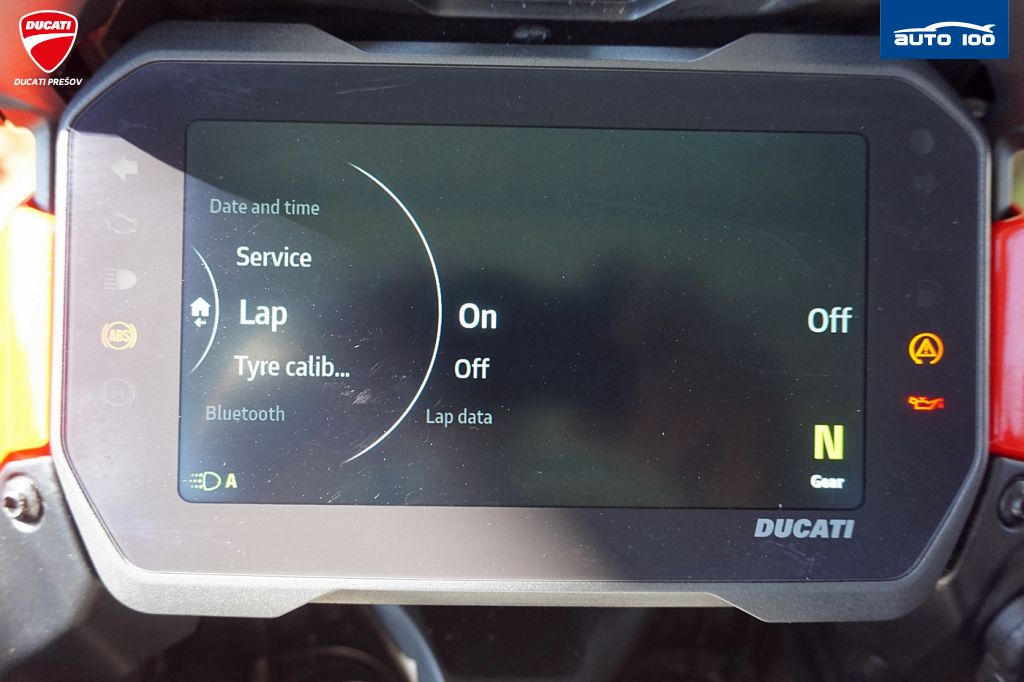 DUCATI
DUCATI PREŠOV
AUTO 100
Date and time
Service
Lap
Tyre calib...
Bluetooth
On
Off
Lap data
Off
N
Gear
A
ABS
DUCATI